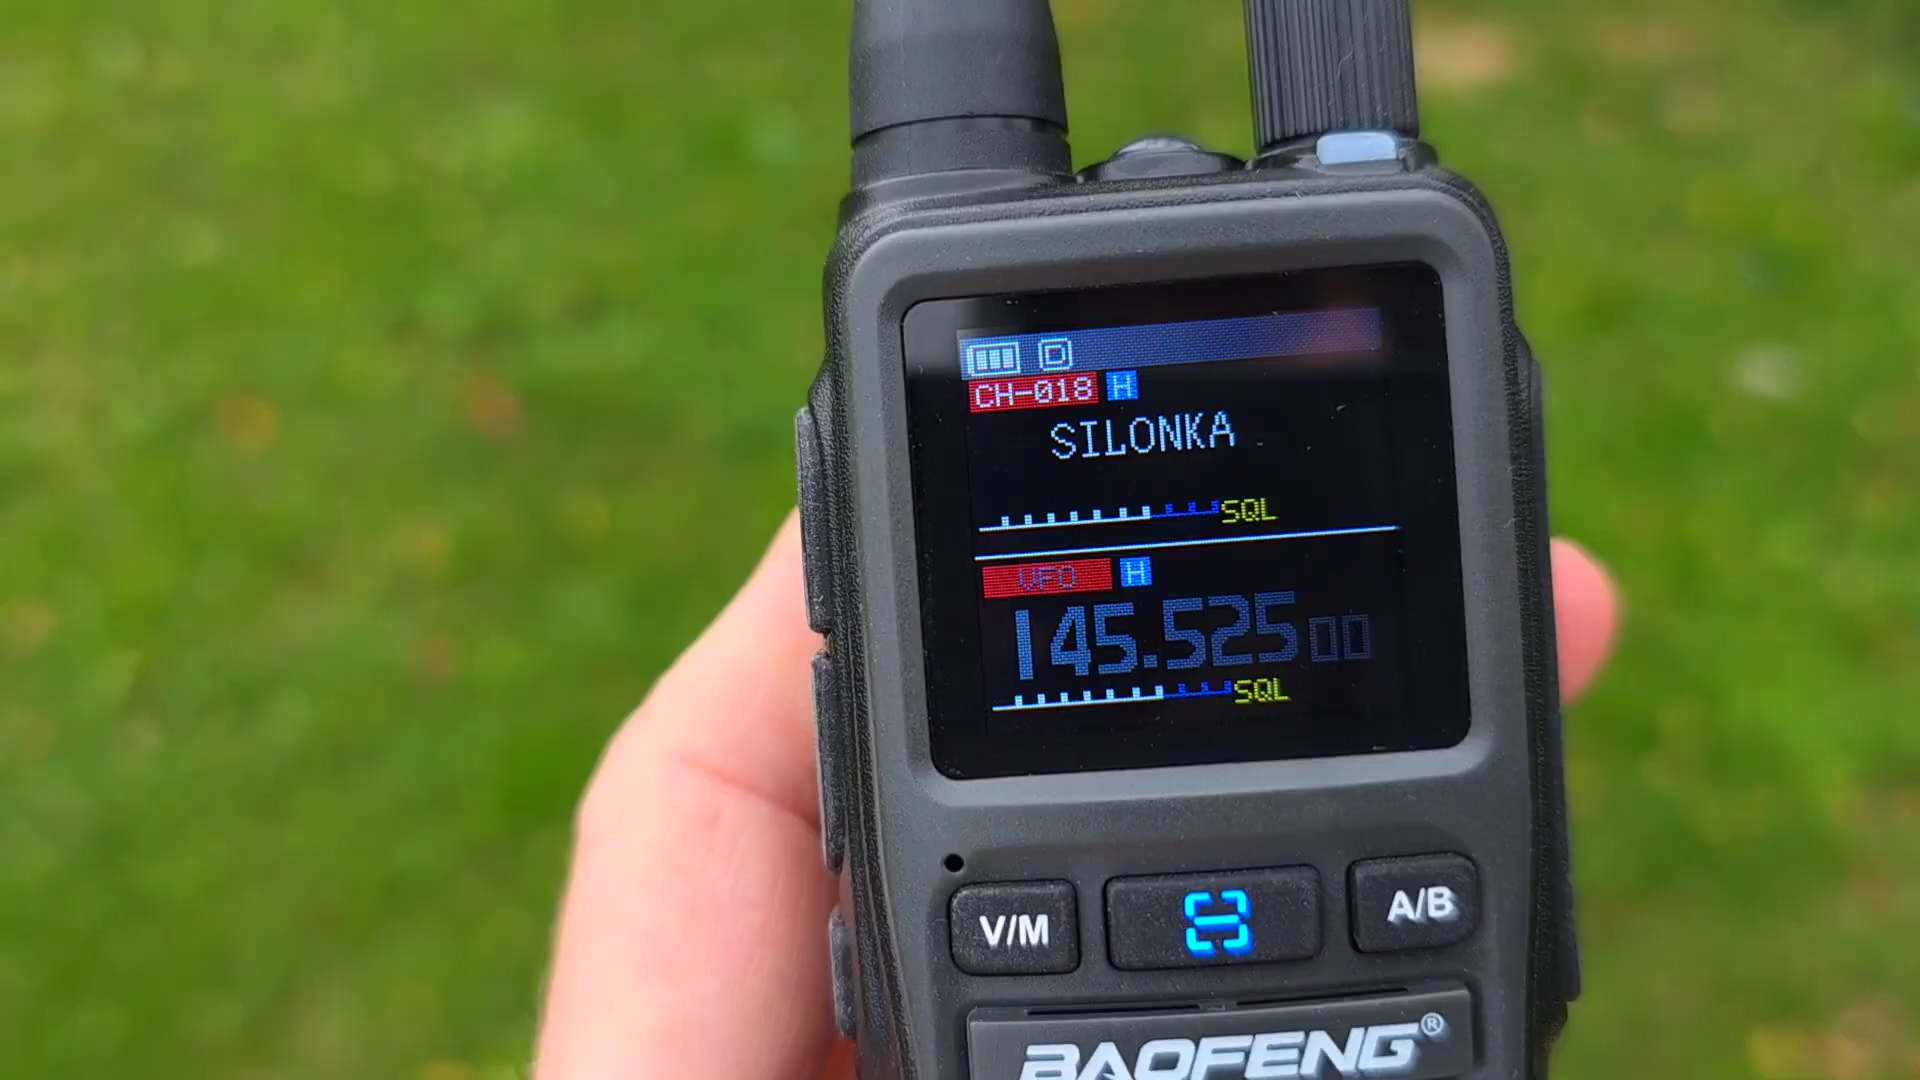 CH-018 H
SILONKA
SQL
VFO H
145.52500
SQL
V/M A/B
BAOFENG®